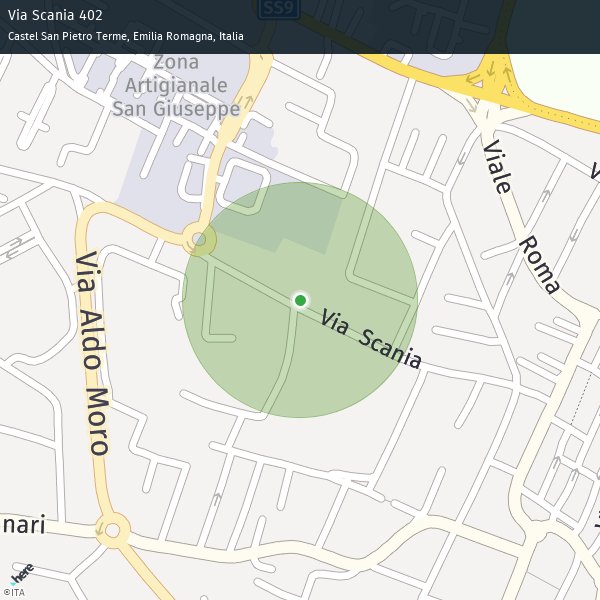 Via Scania 402
Castel San Pietro Terme, Emilia Romagna, Italia
SS9
Zona
Artigianale
San Giuseppe
Viale
Roma
Via Aldo Moro
Via Scania
nari
here
©ITA